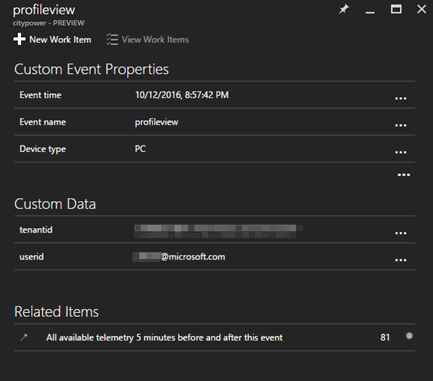 profileview
citypower - PREVIEW
New Work Item View Work Items
Custom Event Properties
Event time 10/12/2016, 8:57:42 PM ...
Event name profileview ...
Device type PC ...
...
Custom Data
tenantid ...
userid @microsoft.com ...
Related Items
All available telemetry 5 minutes before and after this event 81